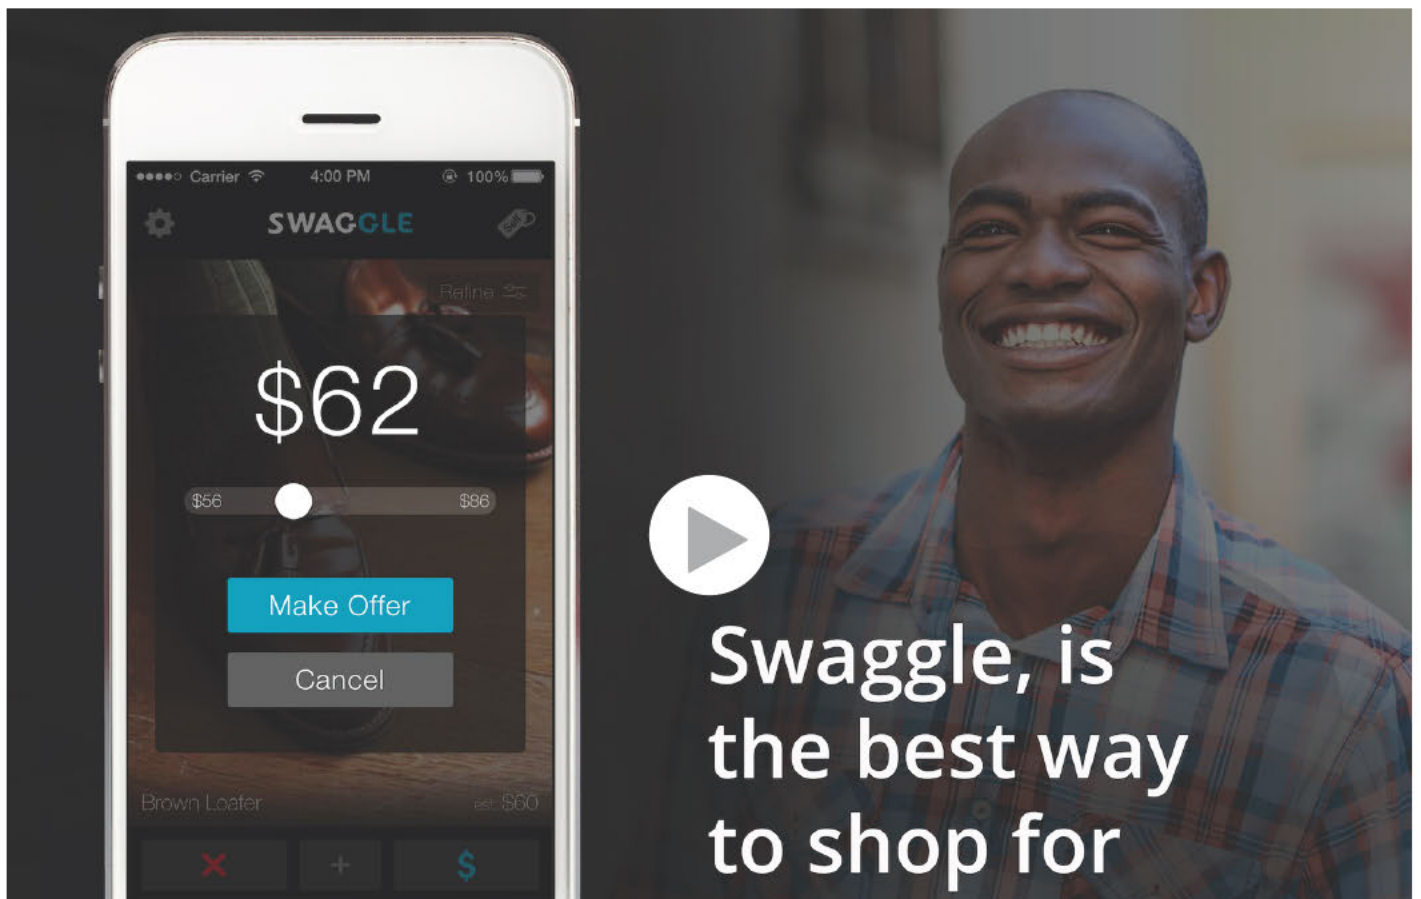 Carrier 4:00 PM 100%
SWAGGLE
Refine
$62
$56 $86
Make Offer
Cancel
Brown Loafer est. $60
+ $
Swaggle, is
the best way
to shop for